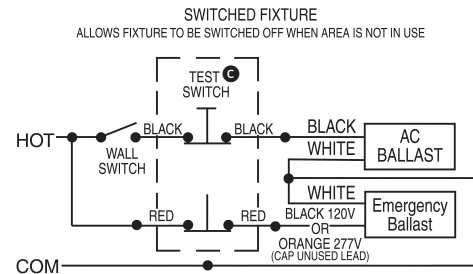 SWITCHED FIXTURE
ALLOWS FIXTURE TO BE SWITCHED OFF WHEN AREA IS NOT IN USE
TEST C
SWITCH
HOT
WALL
SWITCH
BLACK
BLACK
BLACK
WHITE
AC
BALLAST
WHITE
RED
RED
BLACK 120V
OR
ORANGE 277V
(CAP UNUSED LEAD)
Emergency
Ballast
COM